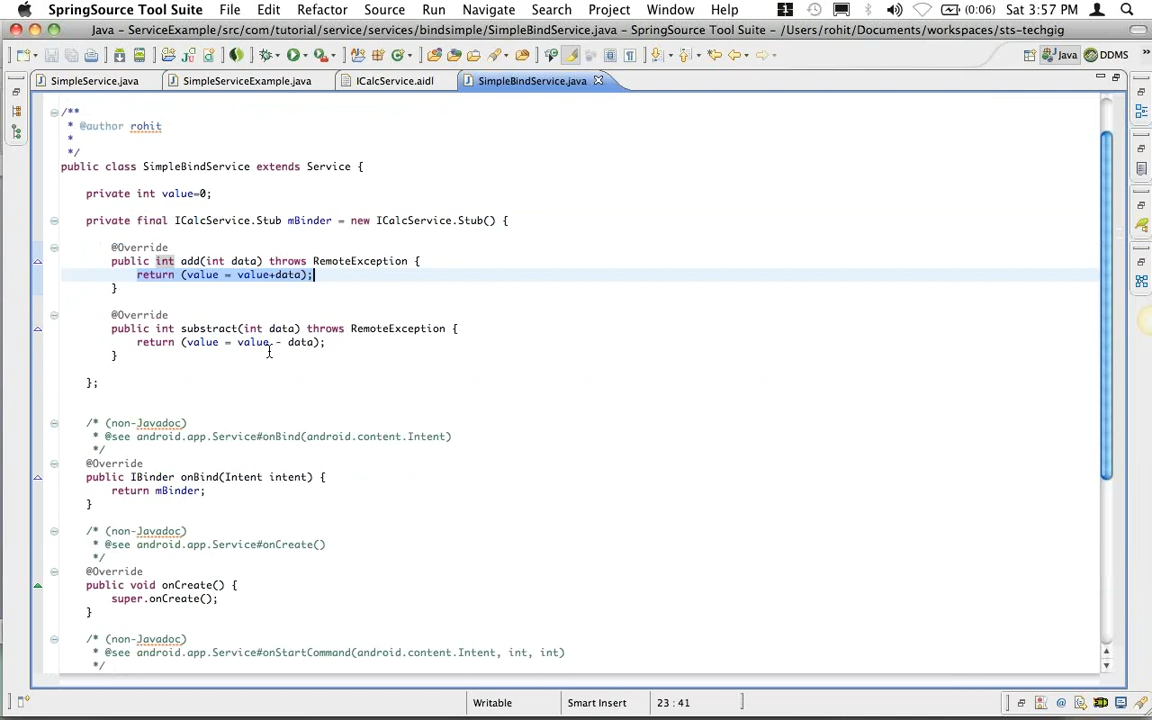 SpringSource Tool Suite File Edit Refactor Source Run Navigate Search Project Window Help 1 (0:06) Sat 3:57 PM
Java – ServiceExample/src/com/tutorial/service/services/bindsimple/SimpleBindService.java – SpringSource Tool Suite – /Users/rohit/Documents/workspaces/sts-techgig
Java DDMS
SimpleService.java SimpleServiceExample.java ICalcService.aidl SimpleBindService.java
/**
* @author rohit
*
*/
public class SimpleBindService extends Service {
private int value=0;
private final ICalcService.Stub mBinder = new ICalcService.Stub() {
@Override
public int add(int data) throws RemoteException {
return (value = value+data);
}
@Override
public int substract(int data) throws RemoteException {
return (value = value - data);
}
};
/* (non-Javadoc)
* @see android.app.Service#onBind(android.content.Intent)
*/
@Override
public IBinder onBind(Intent intent) {
return mBinder;
}
/* (non-Javadoc)
* @see android.app.Service#onCreate()
*/
@Override
public void onCreate() {
super.onCreate();
}
/* (non-Javadoc)
* @see android.app.Service#onStartCommand(android.content.Intent, int, int)
*/
Writable Smart Insert 23 : 41